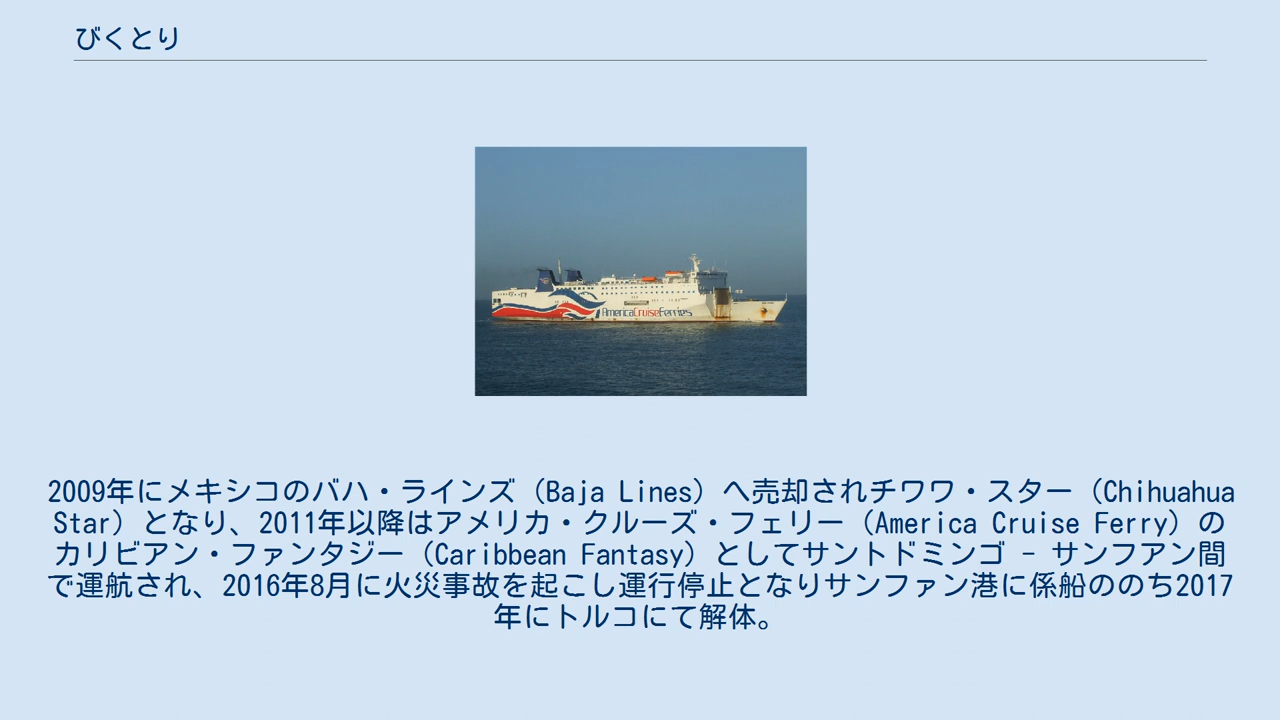 びくとり
AmericaCruiseFerries
2009年にメキシコのバハ・ラインズ（Baja Lines）へ売却されチワワ・スター（Chihuahua
Star）となり、2011年以降はアメリカ・クルーズ・フェリー（America Cruise Ferry）の
カリビアン・ファンタジー（Caribbean Fantasy）としてサントドミンゴ - サンフアン間
で運航され、2016年8月に火災事故を起こし運行停止となりサンファン港に係船ののち2017
年にトルコにて解体。